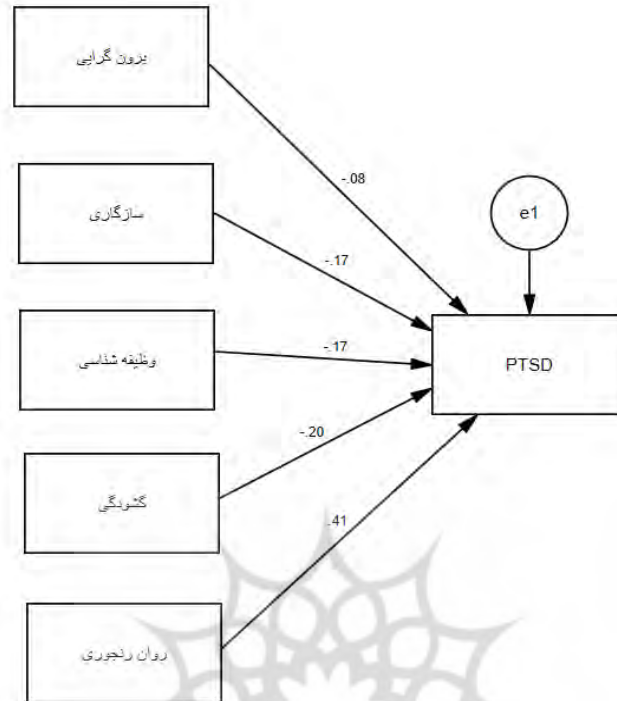 برون گرایی
-.08
سازگاری
e1
-.17
وظیفه شناسی
-.17
PTSD
-.20
گشودگی
.41
روان رنجوری